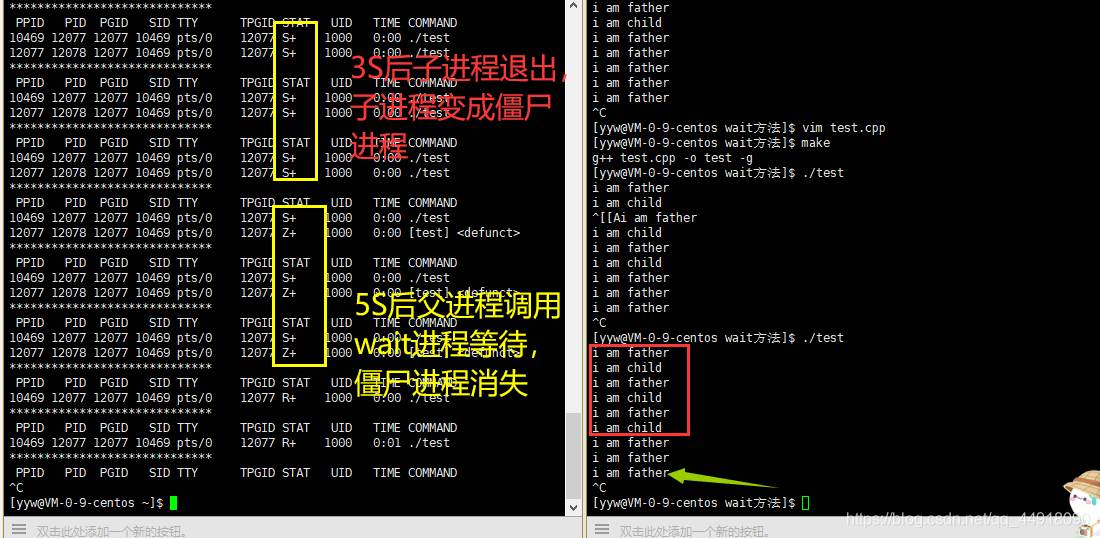 ****************************
PPID PID PGID SID TTY TPGID STAT UID TIME COMMAND
10469 12077 12077 10469 pts/0 12077 S+ 1000 0:00 ./test
12077 12078 12077 10469 pts/0 12077 S+ 1000 0:00 ./test
****************************
PPID PID PGID SID TTY TPGID STAT UID TIME COMMAND
10469 12077 12077 10469 pts/0 12077 S+ 1000 0:00 ./test
12077 12078 12077 10469 pts/0 12077 S+ 1000 0:00 ./test
****************************
PPID PID PGID SID TTY TPGID STAT UID TIME COMMAND
10469 12077 12077 10469 pts/0 12077 S+ 1000 0:00 ./test
12077 12078 12077 10469 pts/0 12077 S+ 1000 0:00 ./test
****************************
PPID PID PGID SID TTY TPGID STAT UID TIME COMMAND
10469 12077 12077 10469 pts/0 12077 S+ 1000 0:00 ./test
12077 12078 12077 10469 pts/0 12077 Z+ 1000 0:00 [test] <defunct>
****************************
PPID PID PGID SID TTY TPGID STAT UID TIME COMMAND
10469 12077 12077 10469 pts/0 12077 S+ 1000 0:00 ./test
12077 12078 12077 10469 pts/0 12077 Z+ 1000 0:00 [test] <defunct>
****************************
PPID PID PGID SID TTY TPGID STAT UID TIME COMMAND
10469 12077 12077 10469 pts/0 12077 S+ 1000 0:00 ./test
12077 12078 12077 10469 pts/0 12077 Z+ 1000 0:00 [test] <defunct>
****************************
PPID PID PGID SID TTY TPGID STAT UID TIME COMMAND
10469 12077 12077 10469 pts/0 12077 R+ 1000 0:00 ./test
****************************
PPID PID PGID SID TTY TPGID STAT UID TIME COMMAND
10469 12077 12077 10469 pts/0 12077 R+ 1000 0:01 ./test
****************************
PPID PID PGID SID TTY TPGID STAT UID TIME COMMAND
^C
[yyw@VM-0-9-centos ~]$
双击此处添加一个新的按钮。
3S后子进程退出，
子进程变成僵尸
进程
5S后父进程调用
wait进程等待，
僵尸进程消失
i am father
i am child
i am father
i am father
i am father
i am father
i am father
^C
[yyw@VM-0-9-centos wait方法]$ vim test.cpp
[yyw@VM-0-9-centos wait方法]$ make
g++ test.cpp -o test -g
[yyw@VM-0-9-centos wait方法]$ ./test
i am father
i am child
^[[Ai am father
i am child
i am father
i am child
i am father
i am father
i am father
^C
[yyw@VM-0-9-centos wait方法]$ ./test
i am father
i am child
i am father
i am child
i am father
i am child
i am father
i am father
i am father
^C
[yyw@VM-0-9-centos wait方法]$
双击此处添加一个新的按钮。